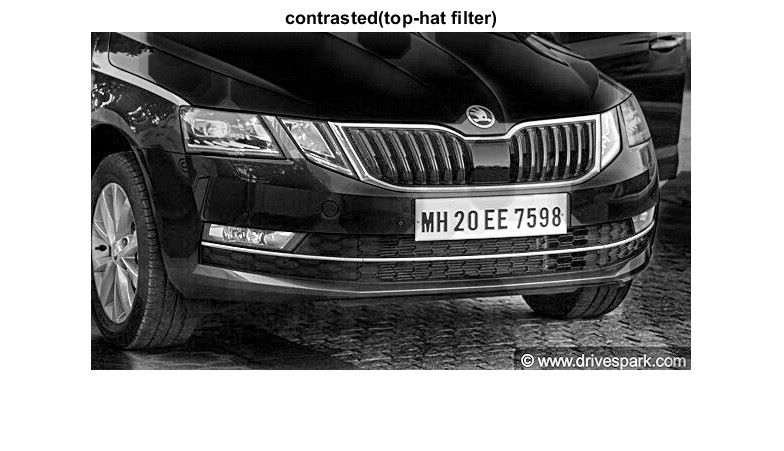 contrasted(top-hat filter)
MH 20 EE 7598
© www.drivespark.com